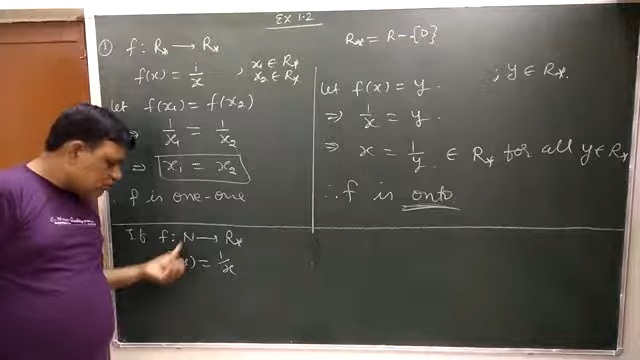 Ex 1.2
① f: R* → R*
f(x) = 1/x , x₁ ∈ R*
x₂ ∈ R*
let f(x₁) = f(x₂)
⇒ 1/x₁ = 1/x₂
⇒ x₁ = x₂
∴ f is one-one
R* = R - {0}
let f(x) = y . ; y ∈ R*.
⇒ 1/x = y .
⇒ x = 1/y . ∈ R* for all y ∈ R*
∴ f is onto
If f: N → R*
) = 1/x